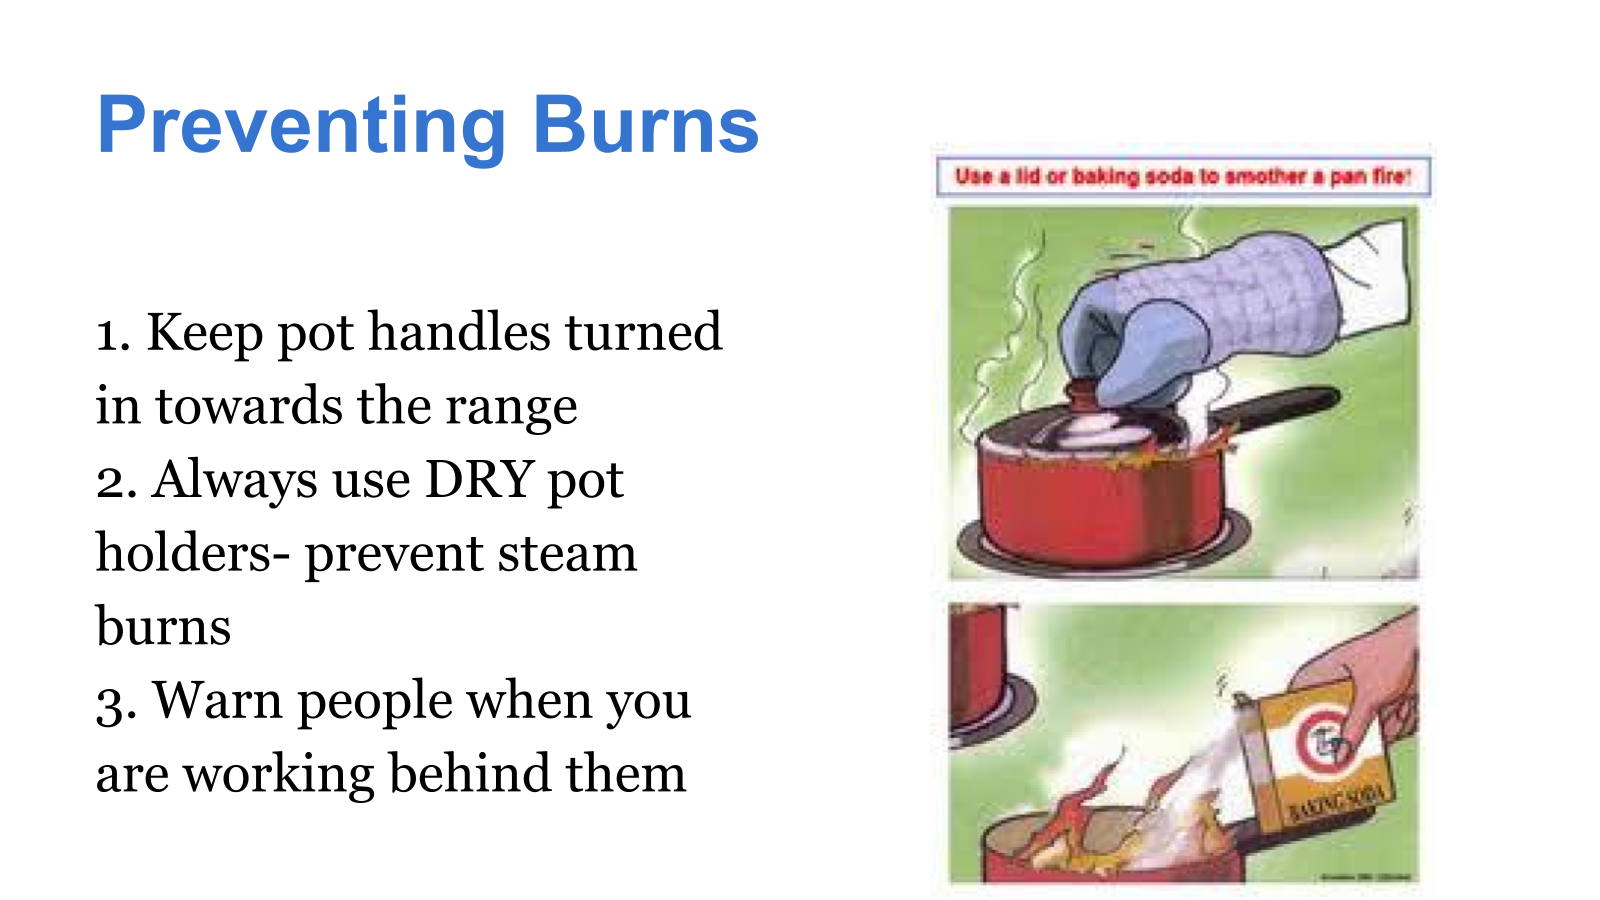 Preventing Burns
1. Keep pot handles turned
in towards the range
2. Always use DRY pot
holders- prevent steam
burns
3. Warn people when you
are working behind them
Use a lid or baking soda to smother a pan fire!
BAKING SODA